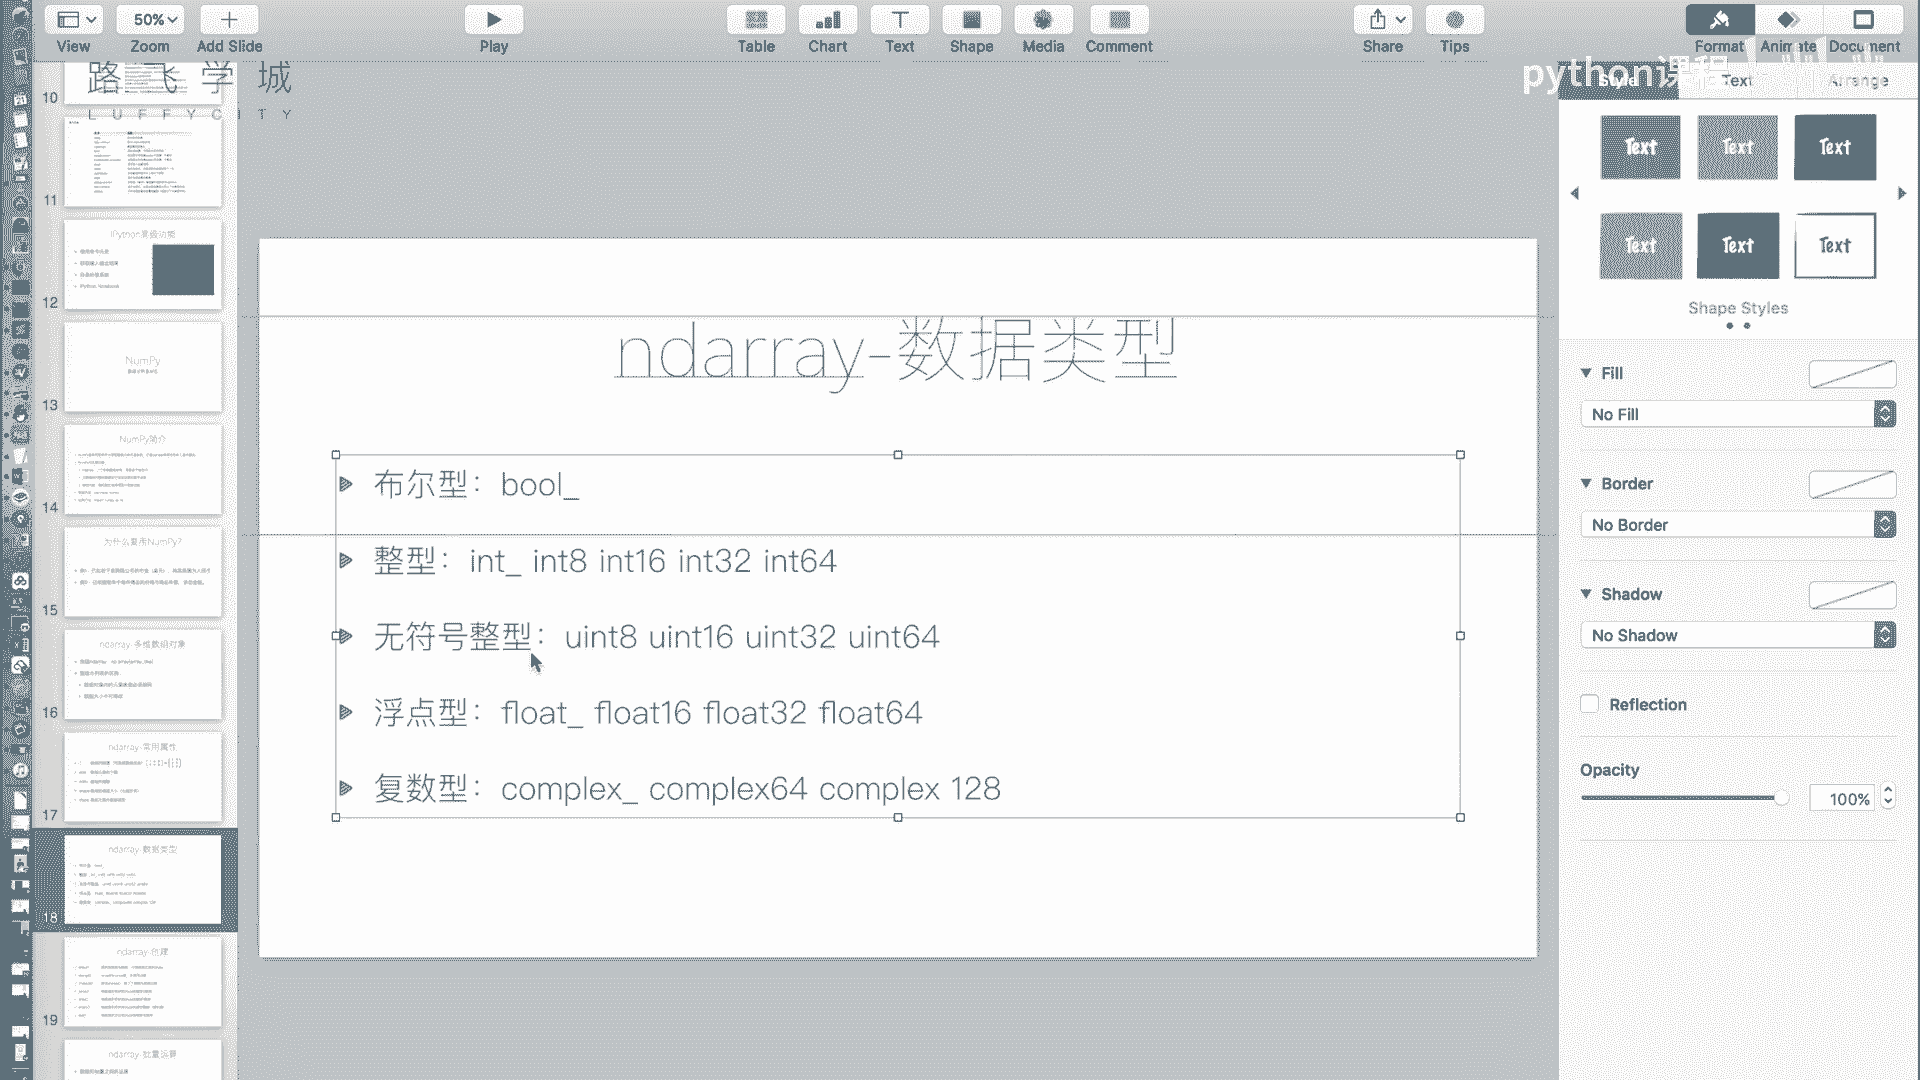 View
50%
Zoom
Add Slide
Play
Table
Chart
Text
Shape
Media
Comment
Share
Tips
Format
Animate
Document
路飞学城
LUFFYCITY
python课程
Style
Text
Arrange
10
11
IPython高级功能
12
NumPy
13
NumPy简介
14
为什么要用NumPy?
15
ndarray-多维数组对象
16
ndarray-常用属性
17
ndarray-数据类型
18
ndarray-创建
19
ndarray-批量运算
ndarray-数据类型
布尔型：bool_
整型：int_ int8 int16 int32 int64
无符号整型：uint8 uint16 uint32 uint64
浮点型：float_ float16 float32 float64
复数型：complex_ complex64 complex 128
Text
Text
Text
Text
Text
Text
Shape Styles
Fill
No Fill
Border
No Border
Shadow
No Shadow
Reflection
Opacity
100%